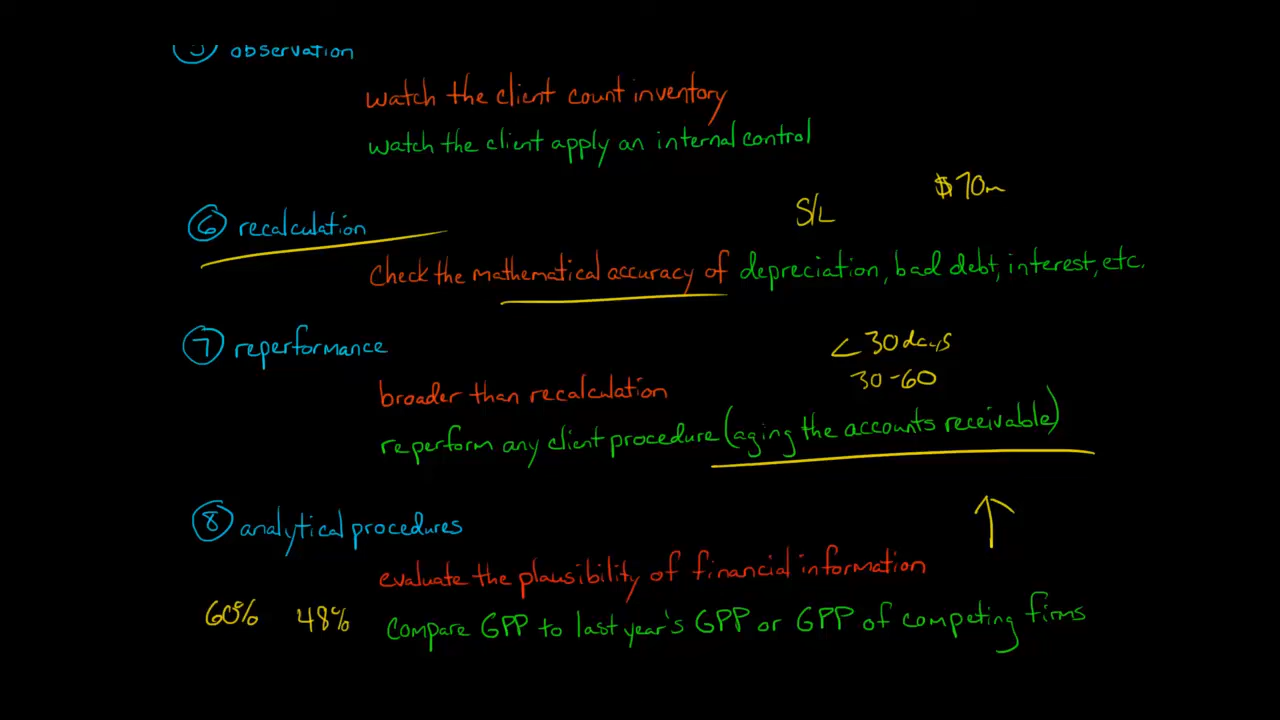 5 observation
watch the client count inventory
watch the client apply an internal control
$70m
S/L
6 recalculation
check the mathematical accuracy of depreciation, bad debt, interest, etc.
7 reperformance
<30 days
30-60
broader than recalculation
reperform any client procedure (aging the accounts receivable)
8 analytical procedures
evaluate the plausibility of financial information
60% 48%
compare GPP to last year's GPP or GPP of competing firms